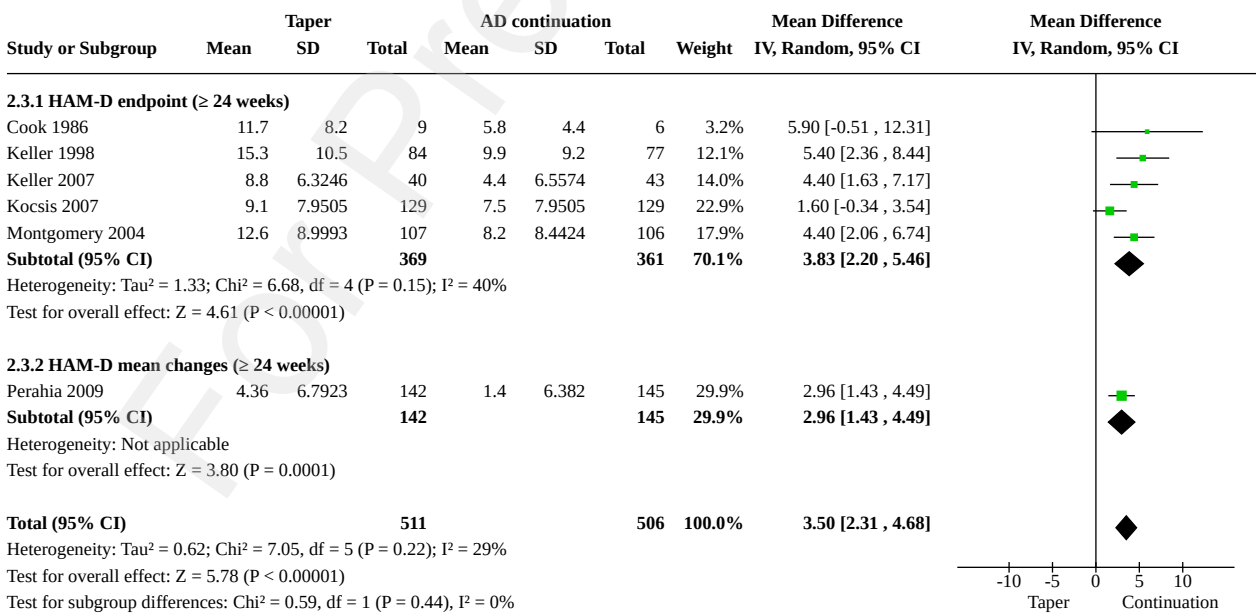 Taper AD continuation Mean Difference Mean Difference
Study or Subgroup Mean SD Total Mean SD Total Weight IV, Random, 95% CI IV, Random, 95% CI
2.3.1 HAM-D endpoint (≥ 24 weeks)
Cook 1986 11.7 8.2 9 5.8 4.4 6 3.2% 5.90 [-0.51 , 12.31]
Keller 1998 15.3 10.5 84 9.9 9.2 77 12.1% 5.40 [2.36 , 8.44]
Keller 2007 8.8 6.3246 40 4.4 6.5574 43 14.0% 4.40 [1.63 , 7.17]
Kocsis 2007 9.1 7.9505 129 7.5 7.9505 129 22.9% 1.60 [-0.34 , 3.54]
Montgomery 2004 12.6 8.9993 107 8.2 8.4424 106 17.9% 4.40 [2.06 , 6.74]
Subtotal (95% CI) 369 361 70.1% 3.83 [2.20 , 5.46]
Heterogeneity: Tau² = 1.33; Chi² = 6.68, df = 4 (P = 0.15); I² = 40%
Test for overall effect: Z = 4.61 (P < 0.00001)
2.3.2 HAM-D mean changes (≥ 24 weeks)
Perahia 2009 4.36 6.7923 142 1.4 6.382 145 29.9% 2.96 [1.43 , 4.49]
Subtotal (95% CI) 142 145 29.9% 2.96 [1.43 , 4.49]
Heterogeneity: Not applicable
Test for overall effect: Z = 3.80 (P = 0.0001)
Total (95% CI) 511 506 100.0% 3.50 [2.31 , 4.68]
Heterogeneity: Tau² = 0.62; Chi² = 7.05, df = 5 (P = 0.22); I² = 29%
Test for overall effect: Z = 5.78 (P < 0.00001)
Test for subgroup differences: Chi² = 0.59, df = 1 (P = 0.44), I² = 0%
-10 -5 0 5 10
Taper Continuation
For Pre